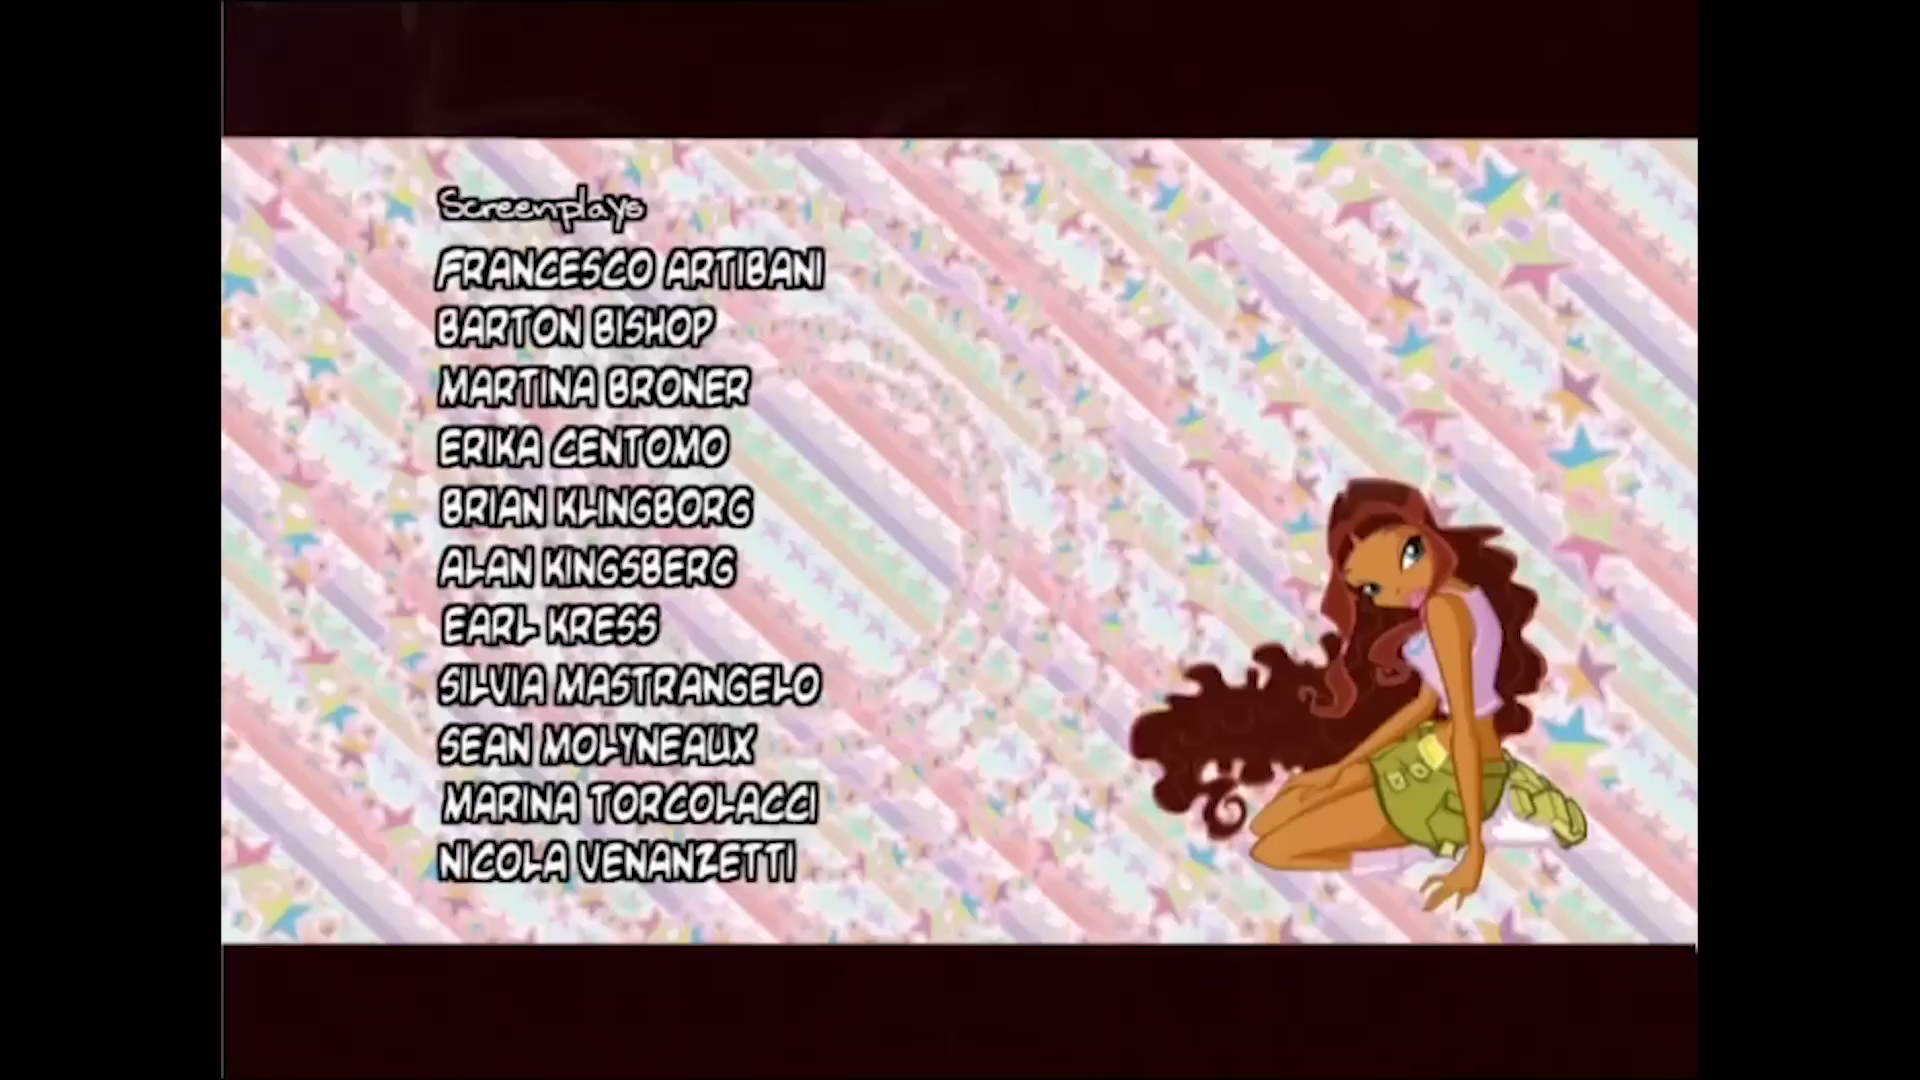 Screenplays
FRANCESCO ARTIBANI
BARTON BISHOP
MARTINA BRONER
ERIKA CENTOMO
BRIAN KLINGBORG
ALAN KINGSBERG
EARL KRESS
SILVIA MASTRANGELO
SEAN MOLYNEAUX
MARINA TORCOLACCI
NICOLA VENANZETTI